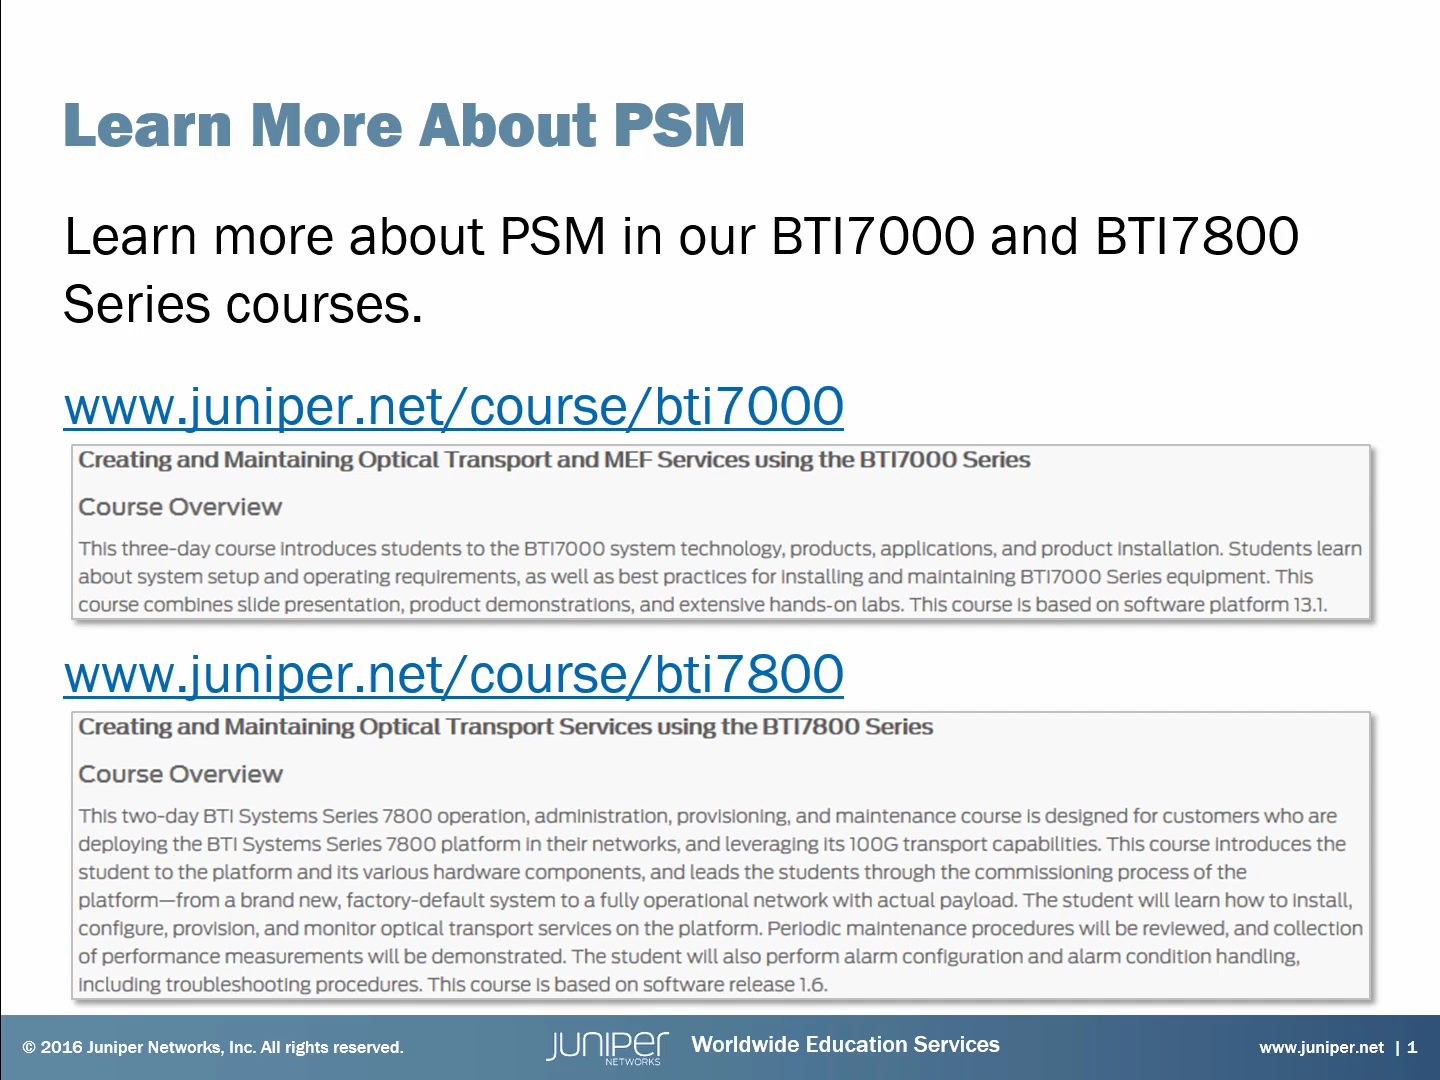 Learn More About PSM
Learn more about PSM in our BTI7000 and BTI7800
Series courses.
www.juniper.net/course/bti7000
Creating and Maintaining Optical Transport and MEF Services using the BTI7000 Series
Course Overview
This three-day course introduces students to the BTI7000 system technology, products, applications, and product installation. Students learn
about system setup and operating requirements, as well as best practices for installing and maintaining BTI7000 Series equipment. This
course combines slide presentation, product demonstrations, and extensive hands-on labs. This course is based on software platform 13.1.
www.juniper.net/course/bti7800
Creating and Maintaining Optical Transport Services using the BTI7800 Series
Course Overview
This two-day BTI Systems Series 7800 operation, administration, provisioning, and maintenance course is designed for customers who are
deploying the BTI Systems Series 7800 platform in their networks, and leveraging its 100G transport capabilities. This course introduces the
student to the platform and its various hardware components, and leads the students through the commissioning process of the
platform—from a brand new, factory-default system to a fully operational network with actual payload. The student will learn how to install,
configure, provision, and monitor optical transport services on the platform. Periodic maintenance procedures will be reviewed, and collection
of performance measurements will be demonstrated. The student will also perform alarm configuration and alarm condition handling,
including troubleshooting procedures. This course is based on software release 1.6.
© 2016 Juniper Networks, Inc. All rights reserved.
JUNIPER
NETWORKS
Worldwide Education Services
www.juniper.net | 1